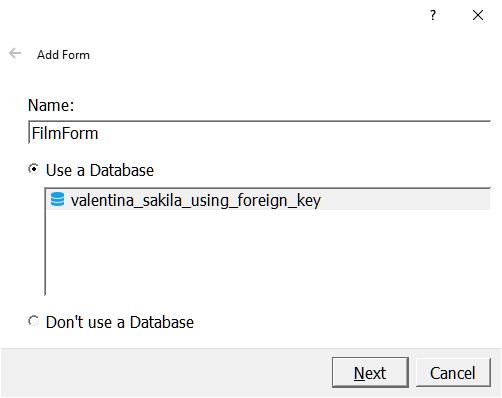 ?
Add Form
Name:
FilmForm
Use a Database
valentina_sakila_using_foreign_key
Don't use a Database
Next Cancel